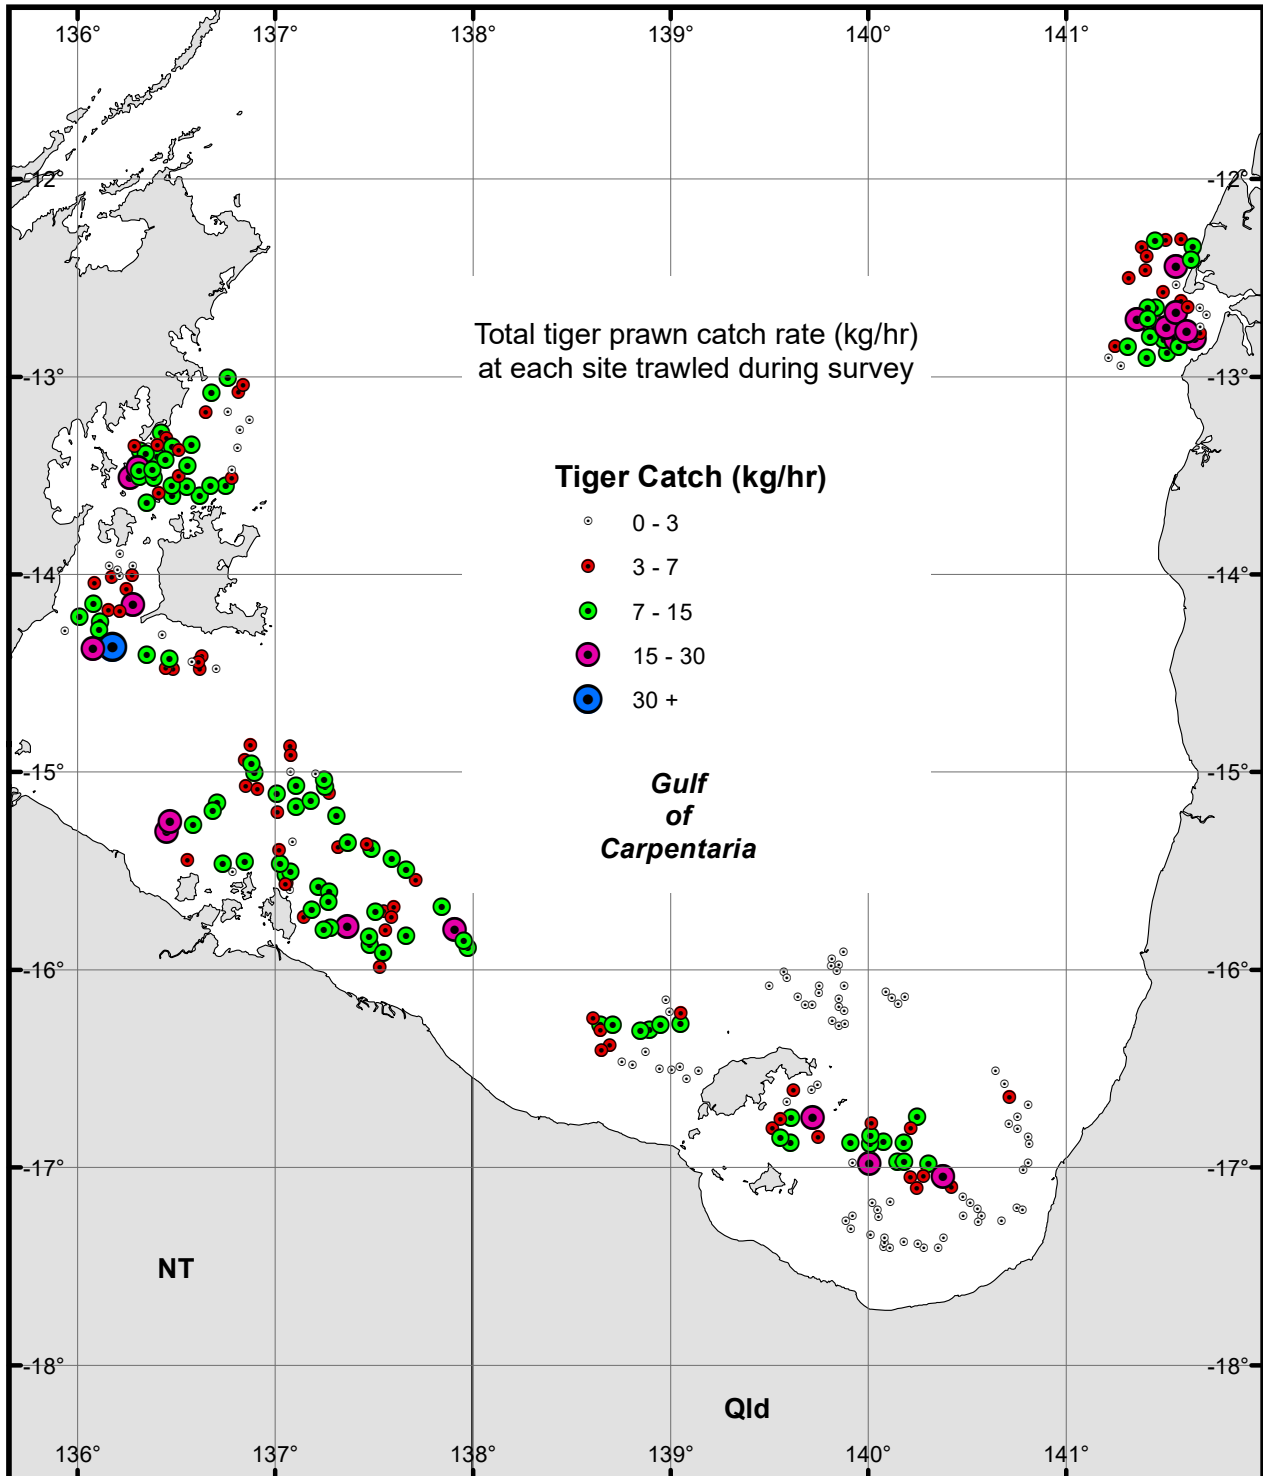 136° 137° 138° 139° 140° 141°
-12° -12°
Total tiger prawn catch rate (kg/hr)
at each site trawled during survey
-13° -13°
Tiger Catch (kg/hr)
0 - 3
3 - 7
7 - 15
-14° -14°
15 - 30
30 +
-15° -15°
Gulf
of
Carpentaria
-16° -16°
-17° -17°
NT
-18° -18°
Qld
136° 137° 138° 139° 140° 141°